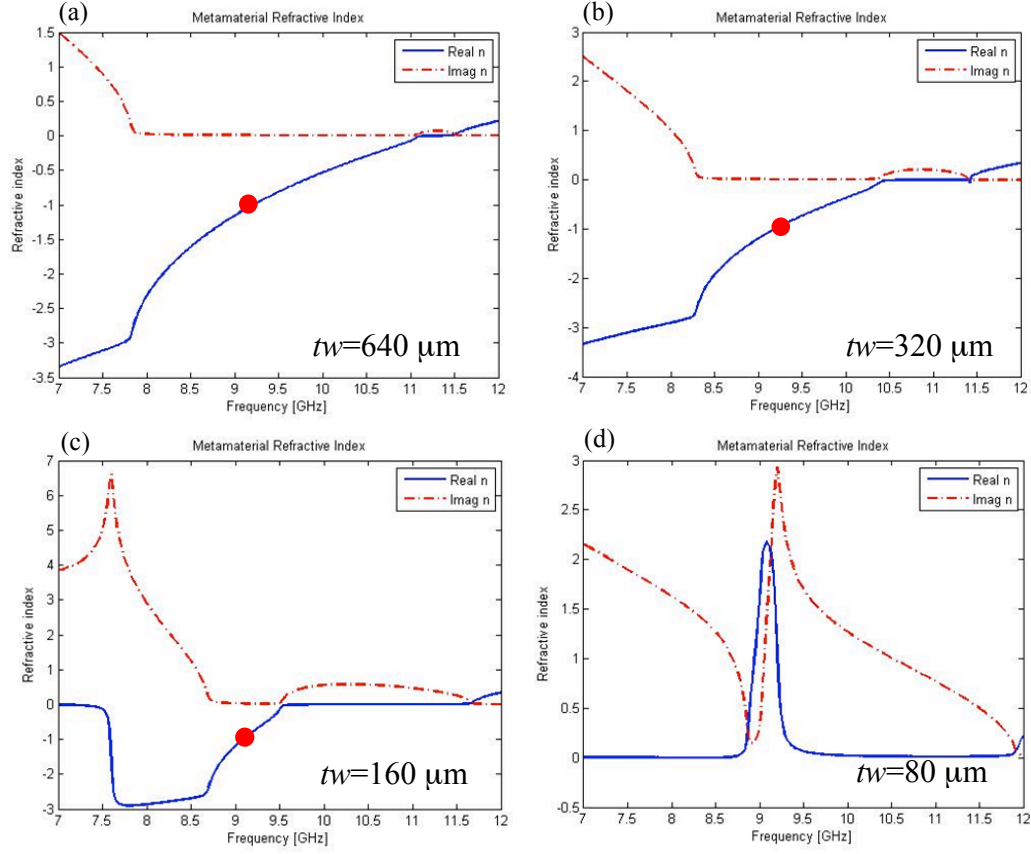 (a)
Metamaterial Refractive Index
1.5
1
0.5
0
-0.5
-1
-1.5
-2
-2.5
-3
-3.5
Refractive index
Real n
Imag n
tw=640 μm
7 7.5 8 8.5 9 9.5 10 10.5 11 11.5 12
Frequency [GHz]
(b)
Metamaterial Refractive Index
3
2
1
0
-1
-2
-3
-4
Refractive index
Real n
Imag n
tw=320 μm
7 7.5 8 8.5 9 9.5 10 10.5 11 11.5 12
Frequency [GHz]
(c)
Metamaterial Refractive Index
7
6
5
4
3
2
1
0
-1
-2
-3
Refractive index
Real n
Imag n
tw=160 μm
7 7.5 8 8.5 9 9.5 10 10.5 11 11.5 12
Frequency [GHz]
(d)
Metamaterial Refractive Index
3
2.5
2
1.5
1
0.5
0
-0.5
Refractive index
Real n
Imag n
tw=80 μm
7 7.5 8 8.5 9 9.5 10 10.5 11 11.5 12
Frequency [GHz]